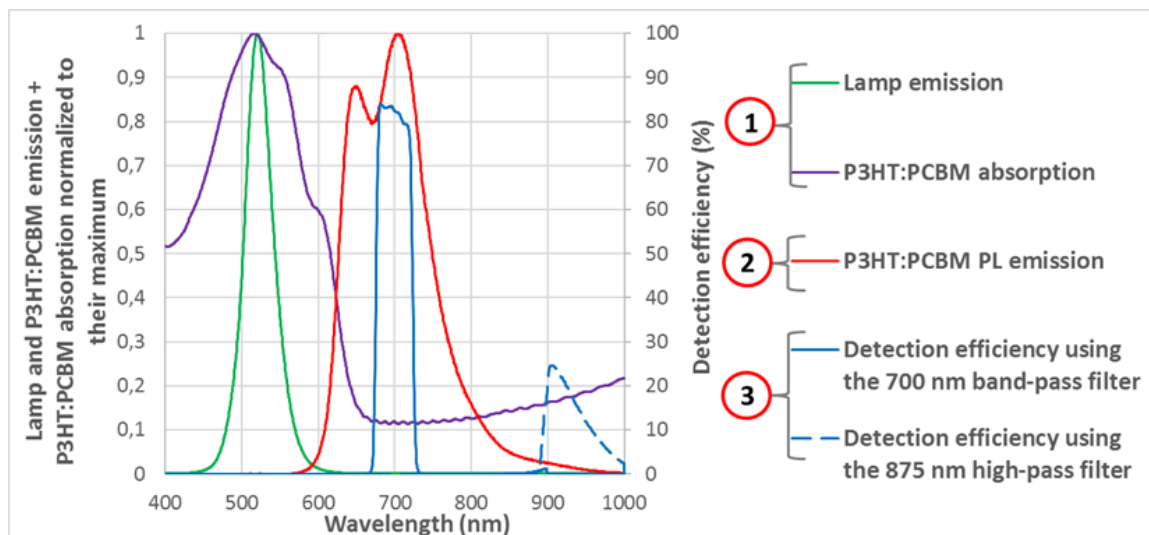 Lamp and P3HT:PCBM emission +
P3HT:PCBM absorption normalized to
their maximum
1
0,9
0,8
0,7
0,6
0,5
0,4
0,3
0,2
0,1
0
400
500
600
700
800
900
1000
Wavelength (nm)
100
90
80
70
60
50
40
30
20
10
0
Detection efficiency (%)
1
Lamp emission
P3HT:PCBM absorption
2
P3HT:PCBM PL emission
3
Detection efficiency using
the 700 nm band-pass filter
Detection efficiency using
the 875 nm high-pass filter